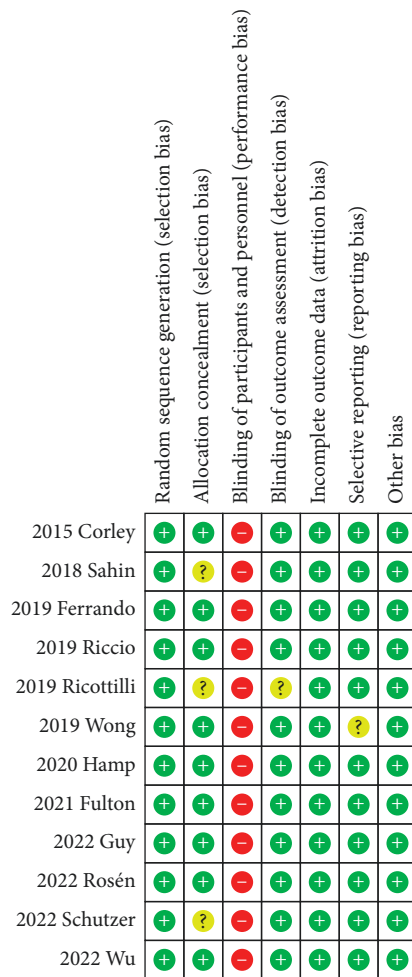 Random sequence generation (selection bias)
Allocation concealment (selection bias)
Blinding of participants and personnel (performance bias)
Blinding of outcome assessment (detection bias)
Incomplete outcome data (attrition bias)
Selective reporting (reporting bias)
Other bias
2015 Corley + + − + + + +
2018 Sahin + ? − + + + +
2019 Ferrando + + − + + + +
2019 Riccio + + − + + + +
2019 Ricottilli + ? − ? + + +
2019 Wong + + − + + ? +
2020 Hamp + + − + + + +
2021 Fulton + + − + + + +
2022 Guy + + − + + + +
2022 Rosén + + − + + + +
2022 Schutzer + ? − + + + +
2022 Wu + + − + + + +